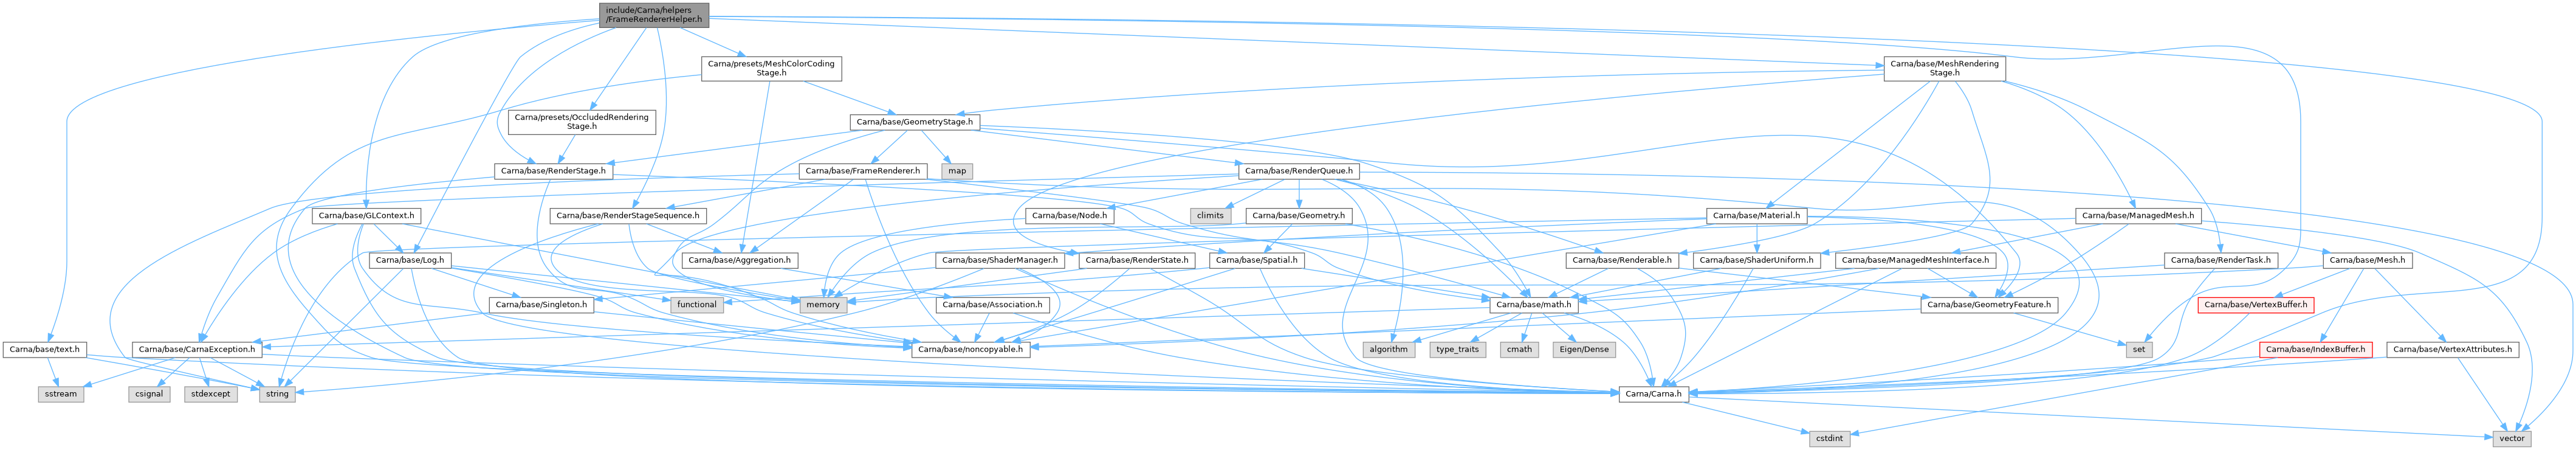 include/Carna/helpers
/FrameRendererHelper.h
Carna/presets/MeshColorCoding
Stage.h
Carna/base/MeshRendering
Stage.h
Carna/presets/OccludedRendering
Stage.h
Carna/base/GeometryStage.h
Carna/base/RenderStage.h
Carna/base/FrameRenderer.h
map
Carna/base/RenderQueue.h
Carna/base/GLContext.h
Carna/base/RenderStageSequence.h
Carna/base/Node.h
climits
Carna/base/Geometry.h
Carna/base/Material.h
Carna/base/ManagedMesh.h
Carna/base/Log.h
Carna/base/Aggregation.h
Carna/base/ShaderManager.h
Carna/base/RenderState.h
Carna/base/Spatial.h
Carna/base/Renderable.h
Carna/base/ShaderUniform.h
Carna/base/ManagedMeshInterface.h
Carna/base/RenderTask.h
Carna/base/Mesh.h
Carna/base/Singleton.h
functional
memory
Carna/base/Association.h
Carna/base/math.h
Carna/base/GeometryFeature.h
Carna/base/VertexBuffer.h
Carna/base/text.h
Carna/base/CarnaException.h
Carna/base/noncopyable.h
algorithm
type_traits
cmath
Eigen/Dense
set
Carna/base/IndexBuffer.h
Carna/base/VertexAttributes.h
sstream
csignal
stdexcept
string
Carna/Carna.h
cstdint
vector